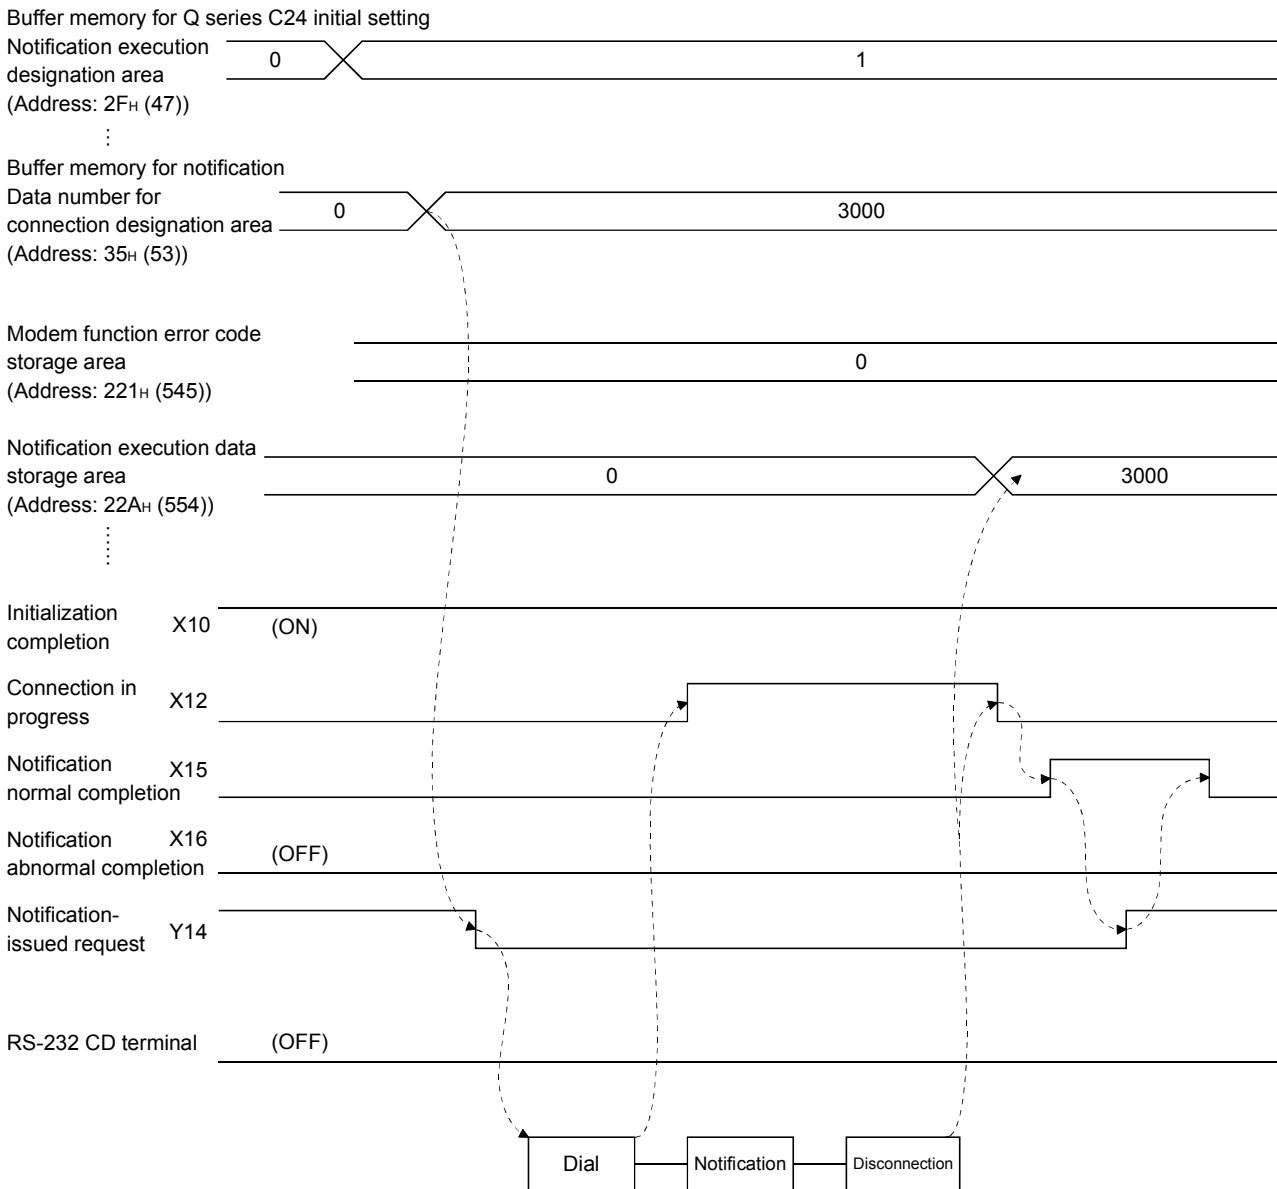 Buffer memory for Q series C24 initial setting
Notification execution
designation area
(Address: 2FH (47))
0
1
Buffer memory for notification
Data number for
connection designation area
(Address: 35H (53))
0
3000
Modem function error code
storage area
(Address: 221H (545))
0
Notification execution data
storage area
(Address: 22AH (554))
0
3000
Initialization
completion
X10
(ON)
Connection in
progress
X12
Notification
normal completion
X15
Notification
abnormal completion
X16
(OFF)
Notification-
issued request
Y14
RS-232 CD terminal
(OFF)
Dial
Notification
Disconnection